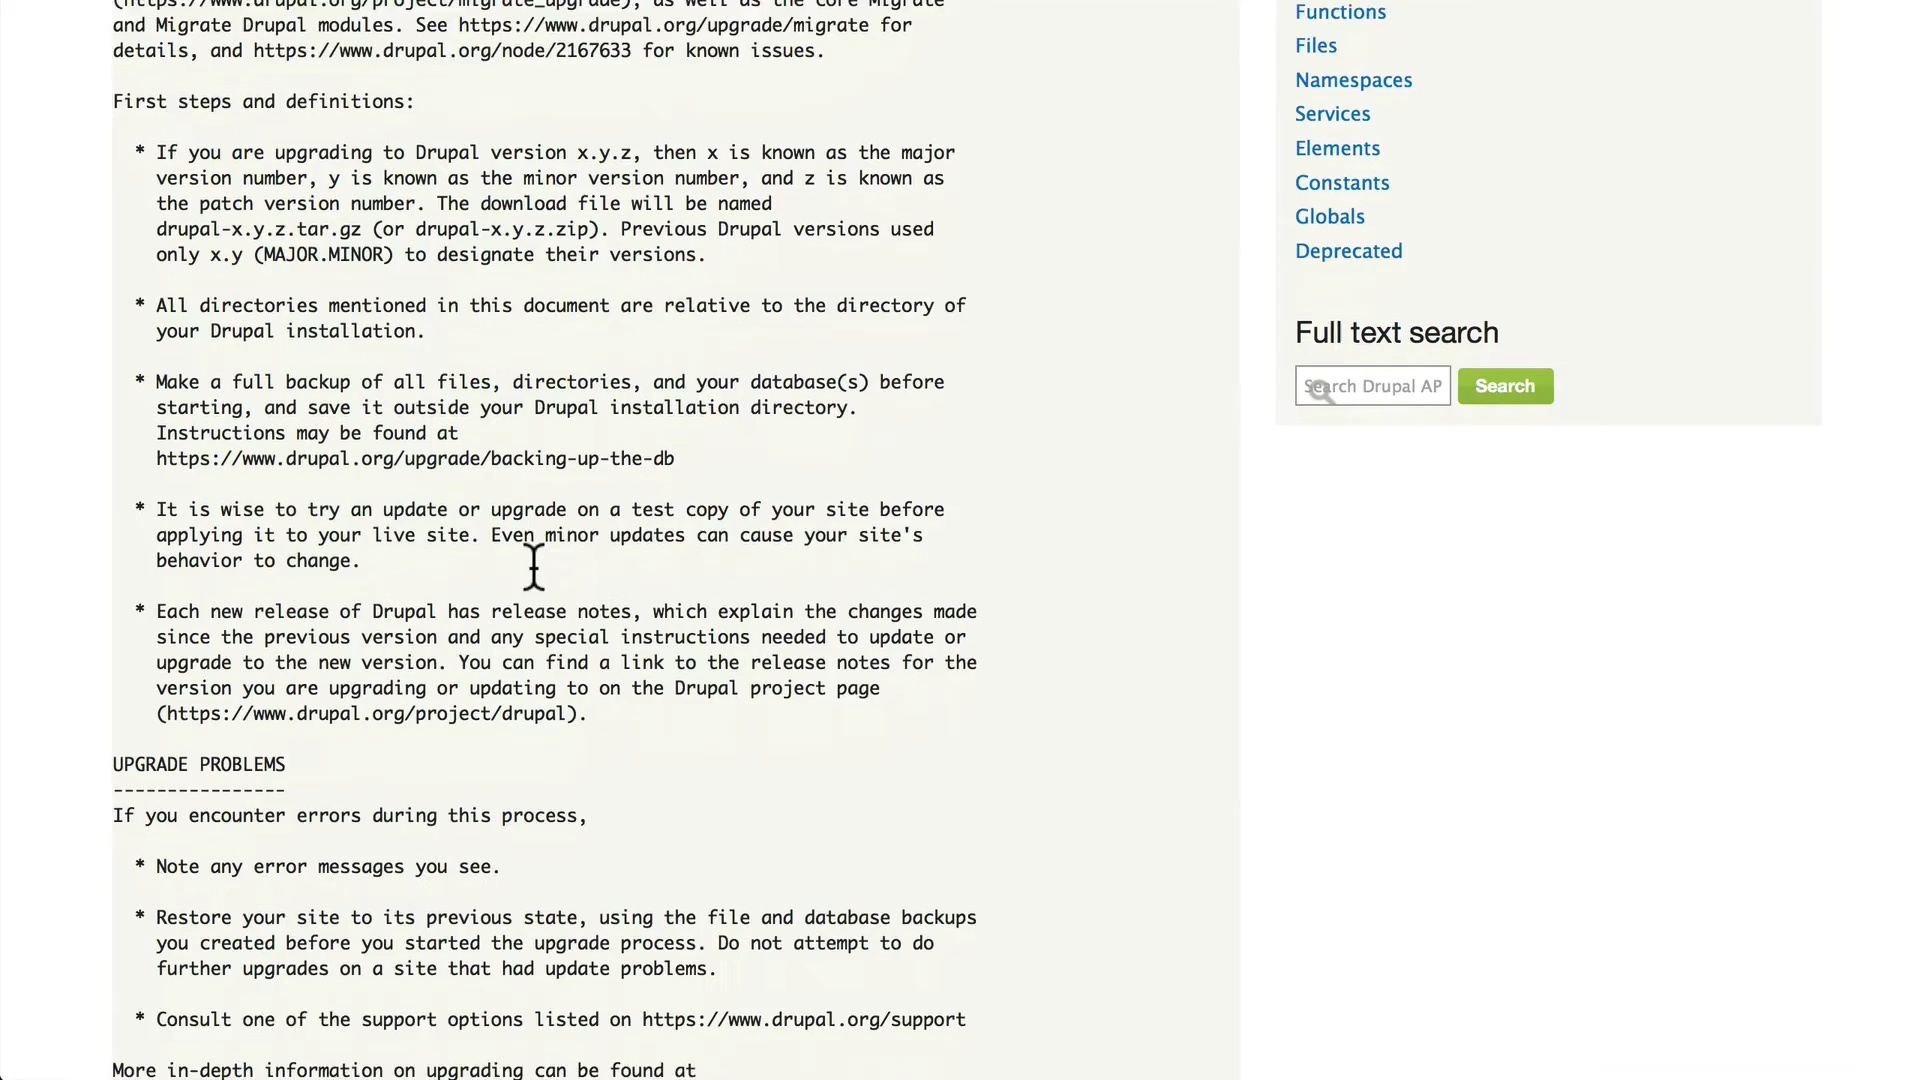 (https://www.drupal.org/project/migrate_upgrade), as well as the core Migrate
and Migrate Drupal modules. See https://www.drupal.org/upgrade/migrate for
details, and https://www.drupal.org/node/2167633 for known issues.
First steps and definitions:
* If you are upgrading to Drupal version x.y.z, then x is known as the major
version number, y is known as the minor version number, and z is known as
the patch version number. The download file will be named
drupal-x.y.z.tar.gz (or drupal-x.y.z.zip). Previous Drupal versions used
only x.y (MAJOR.MINOR) to designate their versions.
* All directories mentioned in this document are relative to the directory of
your Drupal installation.
* Make a full backup of all files, directories, and your database(s) before
starting, and save it outside your Drupal installation directory.
Instructions may be found at
https://www.drupal.org/upgrade/backing-up-the-db
* It is wise to try an update or upgrade on a test copy of your site before
applying it to your live site. Even minor updates can cause your site's
behavior to change.
* Each new release of Drupal has release notes, which explain the changes made
since the previous version and any special instructions needed to update or
upgrade to the new version. You can find a link to the release notes for the
version you are upgrading or updating to on the Drupal project page
(https://www.drupal.org/project/drupal).
UPGRADE PROBLEMS
----------------
If you encounter errors during this process,
* Note any error messages you see.
* Restore your site to its previous state, using the file and database backups
you created before you started the upgrade process. Do not attempt to do
further upgrades on a site that had update problems.
* Consult one of the support options listed on https://www.drupal.org/support
More in-depth information on upgrading can be found at
Functions
Files
Namespaces
Services
Elements
Constants
Globals
Deprecated
Full text search
Search Drupal AP
Search